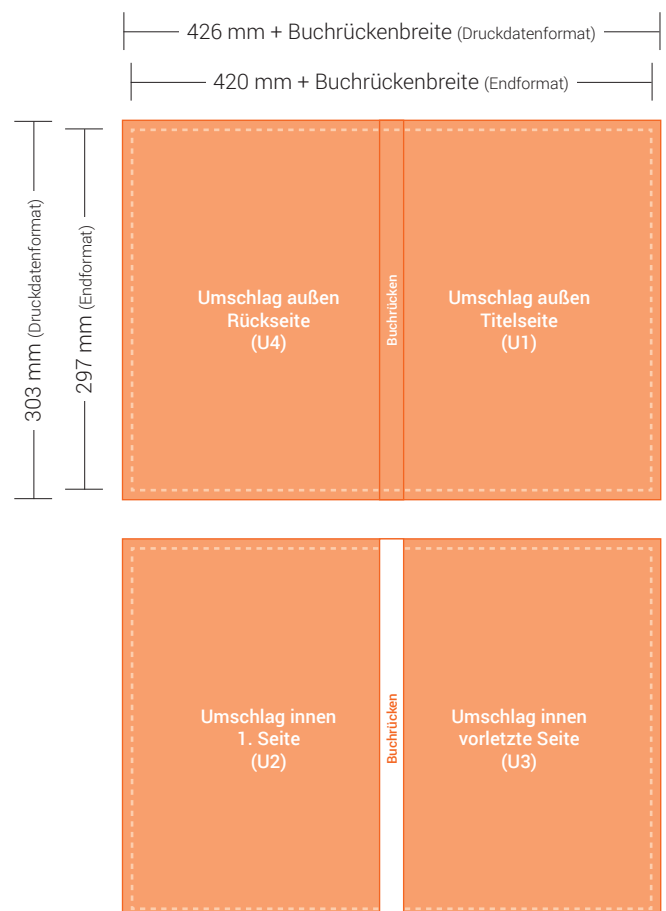 426 mm + Buchrückenbreite (Druckdatenformat)
420 mm + Buchrückenbreite (Endformat)
303 mm (Druckdatenformat)
297 mm (Endformat)
Umschlag außen
Rückseite
(U4)
Buchrücken
Umschlag außen
Titelseite
(U1)
Umschlag innen
1. Seite
(U2)
Buchrücken
Umschlag innen
vorletzte Seite
(U3)